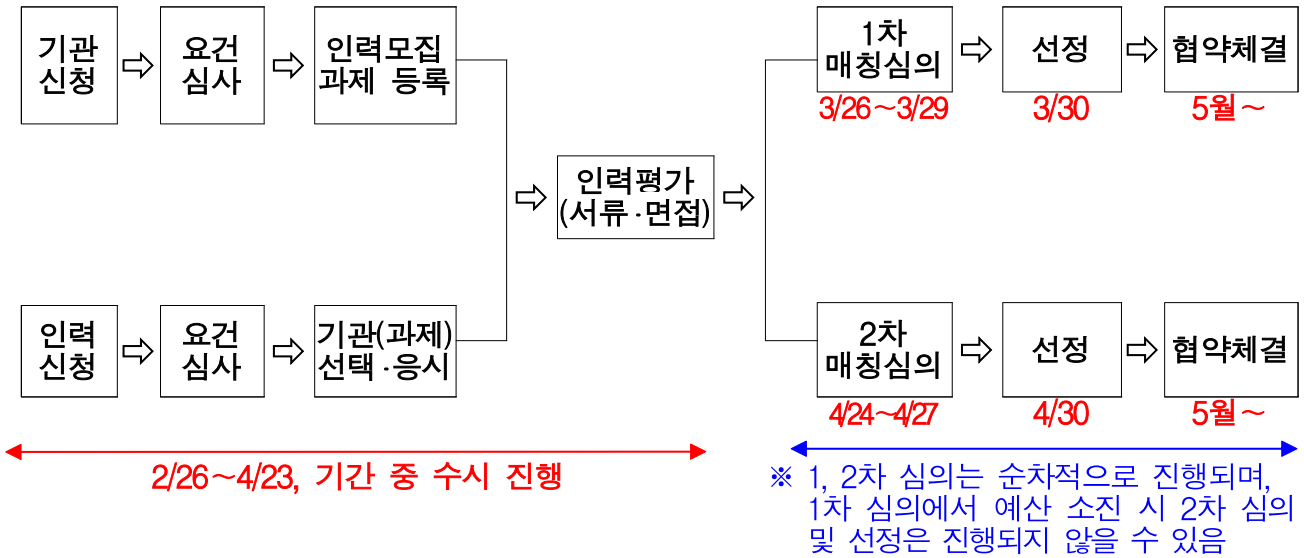 기관
신청
요건
심사
인력모집
과제 등록
인력
신청
요건
심사
기관(과제)
선택·응시
인력평가
(서류·면접)
1차
매칭심의
3/26~3/29
선정
3/30
협약체결
5월~
2차
매칭심의
4/24~4/27
선정
4/30
협약체결
5월~
2/26~4/23, 기간 중 수시 진행
※ 1, 2차 심의는 순차적으로 진행되며,
1차 심의에서 예산 소진 시 2차 심의
및 선정은 진행되지 않을 수 있음